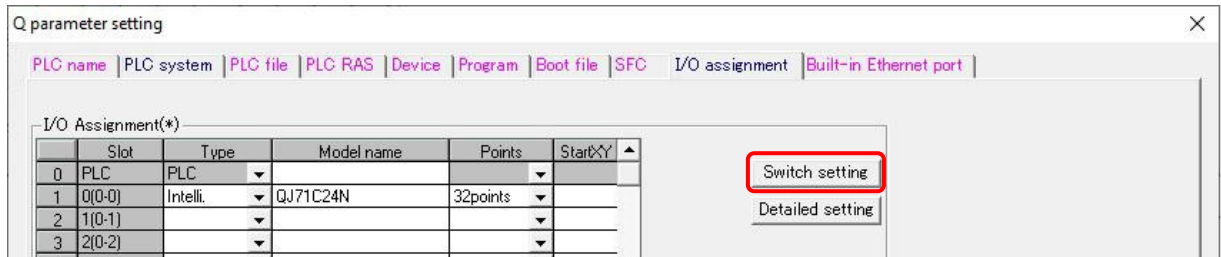 Q parameter setting
PLC name PLC system PLC file PLC RAS Device Program Boot file SFC I/O assignment Built-in Ethernet port
I/O Assignment(*)
Slot Type Model name Points StartXY
0 PLC PLC
1 0(0-0) Intelli. QJ71C24N 32points
2 1(0-1)
3 2(0-2)
Switch setting
Detailed setting